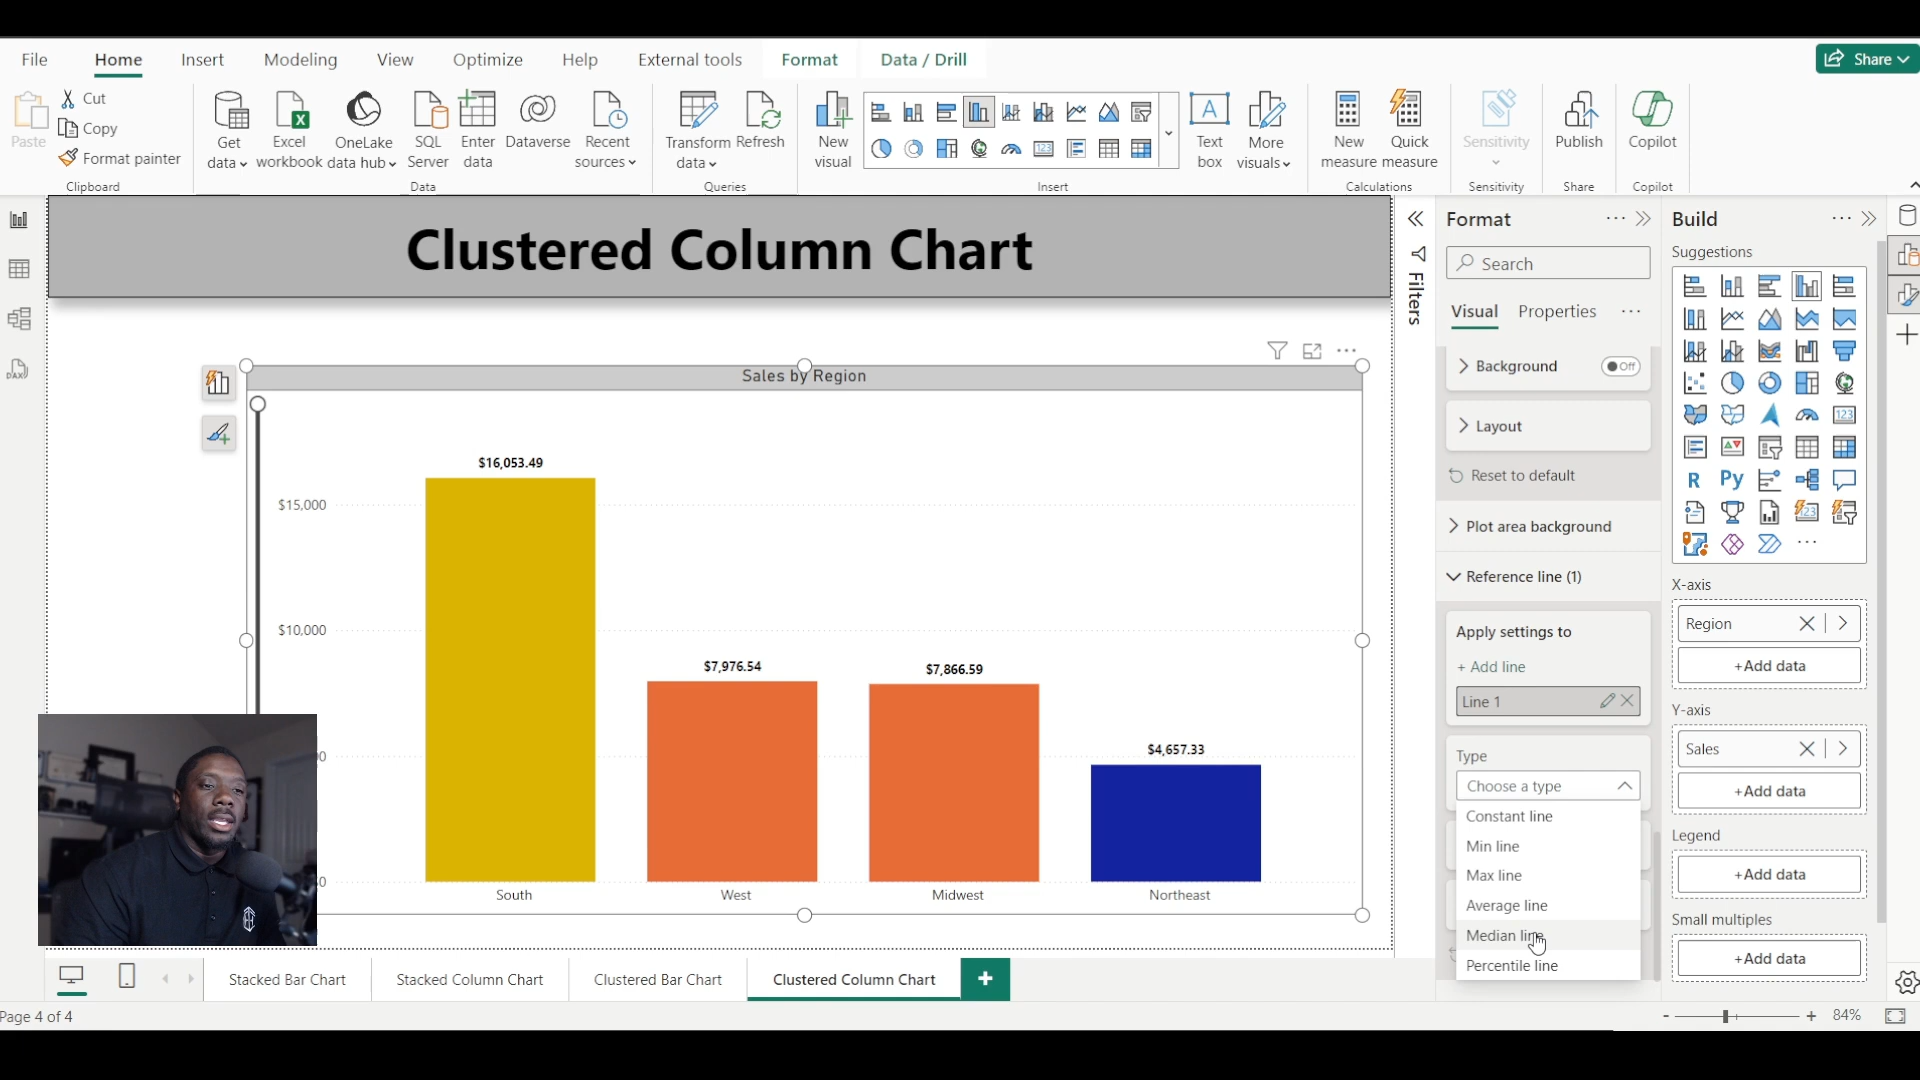 File
Home
Insert
Modeling
View
Optimize
Help
External tools
Format
Data / Drill
Share
Paste
Cut
Copy
Format painter
Clipboard
Get data
Excel workbook
OneLake data hub
SQL Server
Enter data
Dataverse
Recent sources
Data
Transform data
Refresh
Queries
New visual
Text box
More visuals
Insert
New measure
Quick measure
Calculations
Sensitivity
Sensitivity
Publish
Share
Copilot
Copilot
Clustered Column Chart
Sales by Region
$15,000
$10,000
$16,053.49
$7,976.54
$7,866.59
$4,657.33
South
West
Midwest
Northeast
Filters
Format
Search
Visual
Properties
Background
Off
Layout
Reset to default
Plot area background
Reference line (1)
Apply settings to
+ Add line
Line 1
Type
Choose a type
Constant line
Min line
Max line
Average line
Median line
Percentile line
Build
Suggestions
R
Py
X-axis
Region
+Add data
Y-axis
Sales
+Add data
Legend
+Add data
Small multiples
+Add data
Stacked Bar Chart
Stacked Column Chart
Clustered Bar Chart
Clustered Column Chart
+
Page 4 of 4
- + 84%